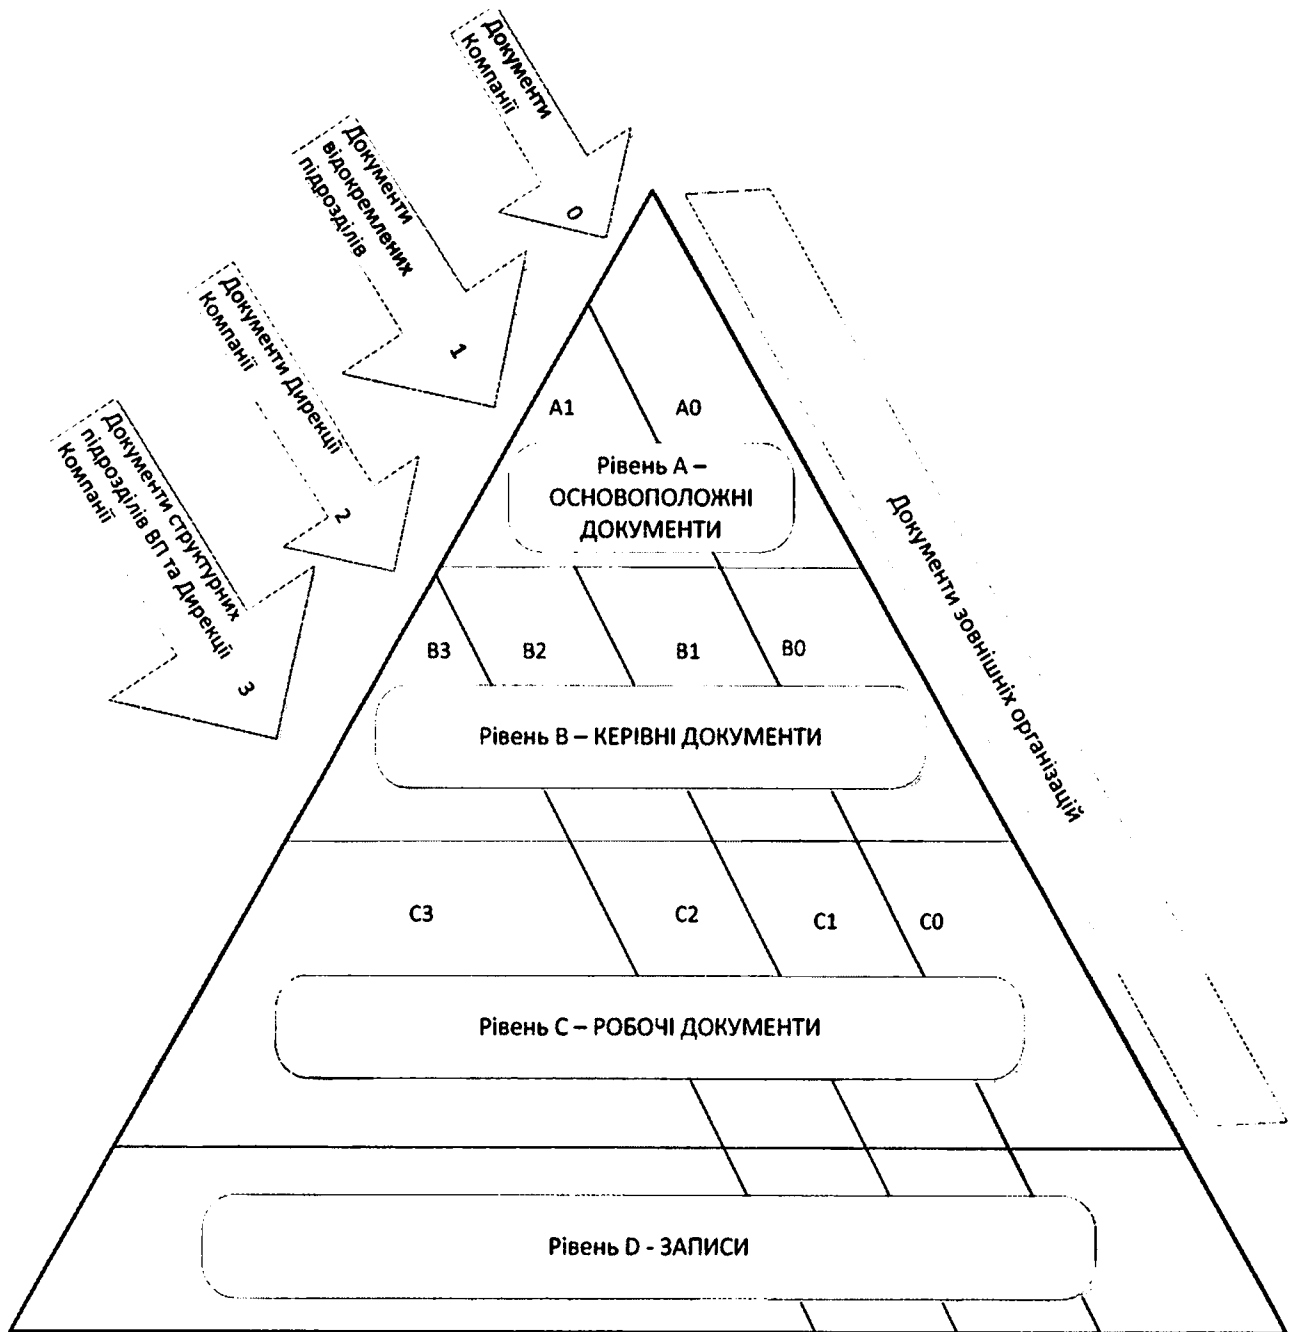 Документи
Компанії
0
Документи
відокремлених
підрозділів
1
Документи Дирекції
Компанії
2
Документи структурних
підрозділів ВП та Дирекції
Компанії
3
Документи зовнішніх організацій
A1
A0
Рівень A –
ОСНОВОПОЛОЖНІ
ДОКУМЕНТИ
B3
B2
B1
B0
Рівень B – КЕРІВНІ ДОКУМЕНТИ
C3
C2
C1
C0
Рівень C – РОБОЧІ ДОКУМЕНТИ
Рівень D - ЗАПИСИ